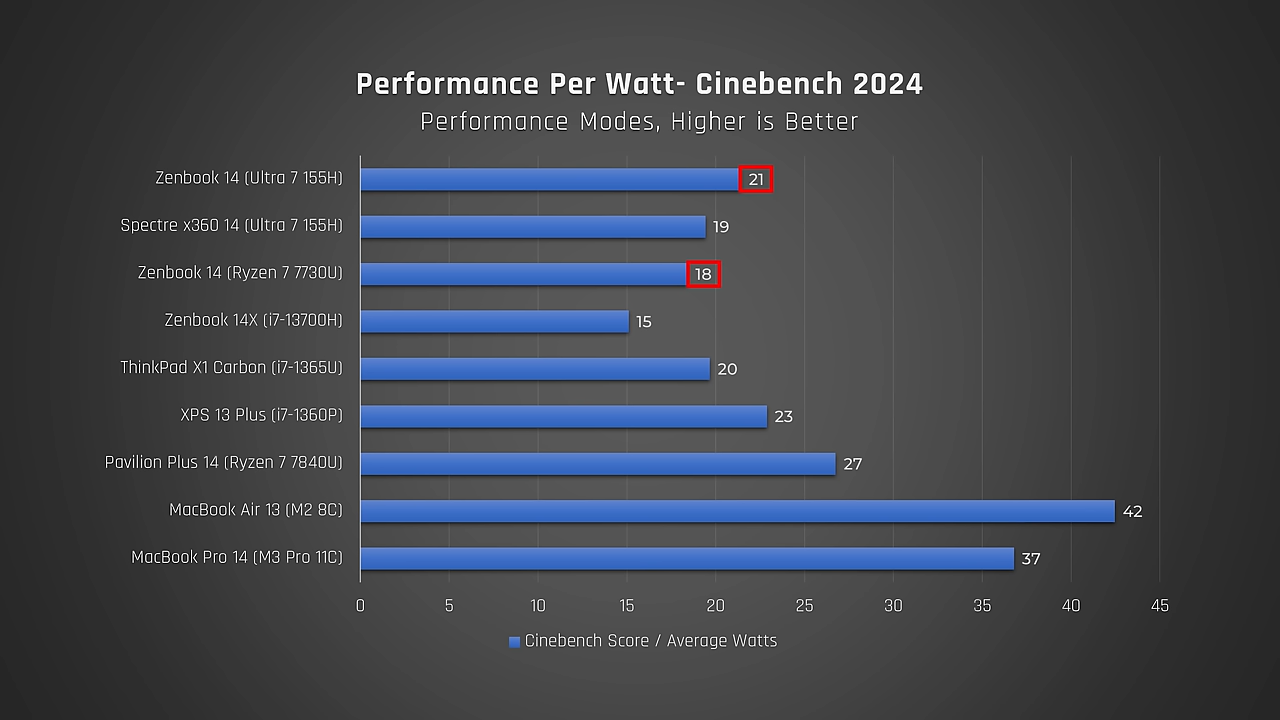 Performance Per Watt- Cinebench 2024
Performance Modes, Higher is Better
Zenbook 14 (Ultra 7 155H) 21
Spectre x360 14 (Ultra 7 155H) 19
Zenbook 14 (Ryzen 7 7730U) 18
Zenbook 14X (i7-13700H) 15
ThinkPad X1 Carbon (i7-1365U) 20
XPS 13 Plus (i7-1360P) 23
Pavilion Plus 14 (Ryzen 7 7840U) 27
MacBook Air 13 (M2 8C) 42
MacBook Pro 14 (M3 Pro 11C) 37
0 5 10 15 20 25 30 35 40 45
Cinebench Score / Average Watts